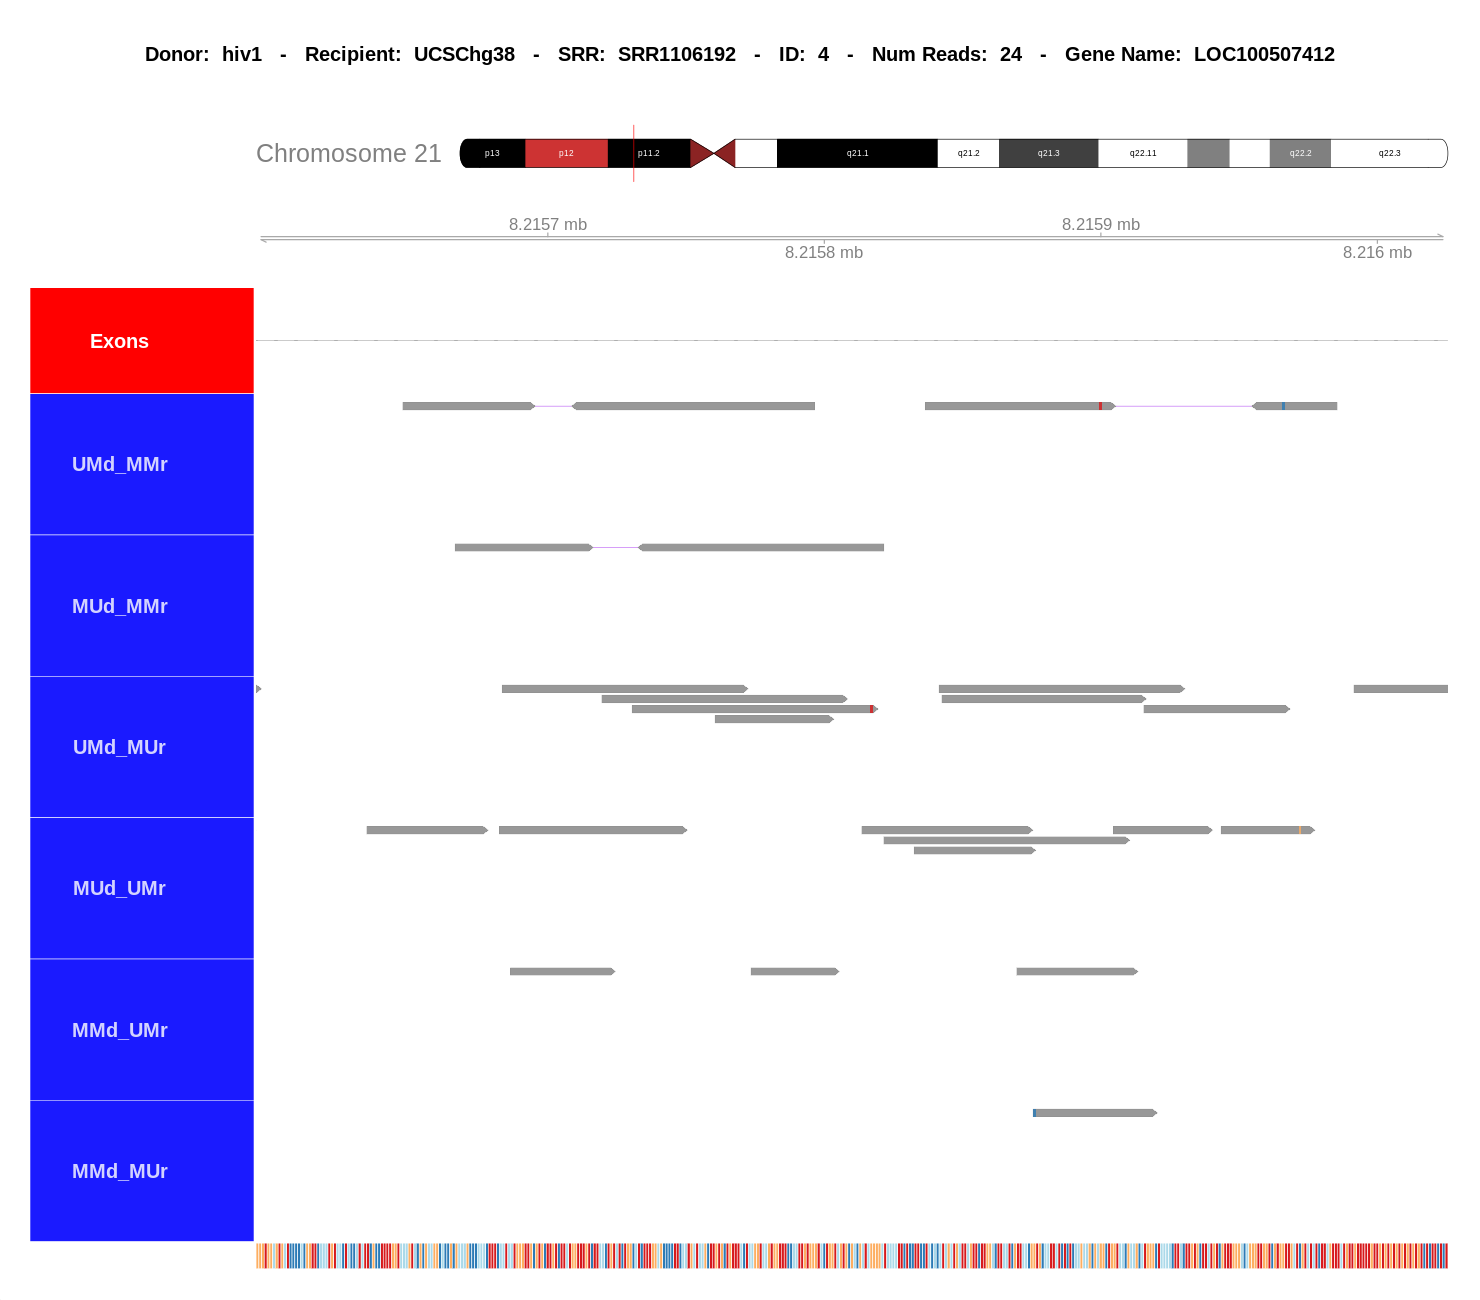 Donor: hiv1 - Recipient: UCSChg38 - SRR: SRR1106192 - ID: 4 - Num Reads: 24 - Gene Name: LOC100507412
Chromosome 21 p13 p12 p11.2 q21.1 q21.2 q21.3 q22.11 q22.2 q22.3
8.2157 mb 8.2159 mb
8.2158 mb 8.216 mb
Exons
UMd_MMr
MUd_MMr
UMd_MUr
MUd_UMr
MMd_UMr
MMd_MUr